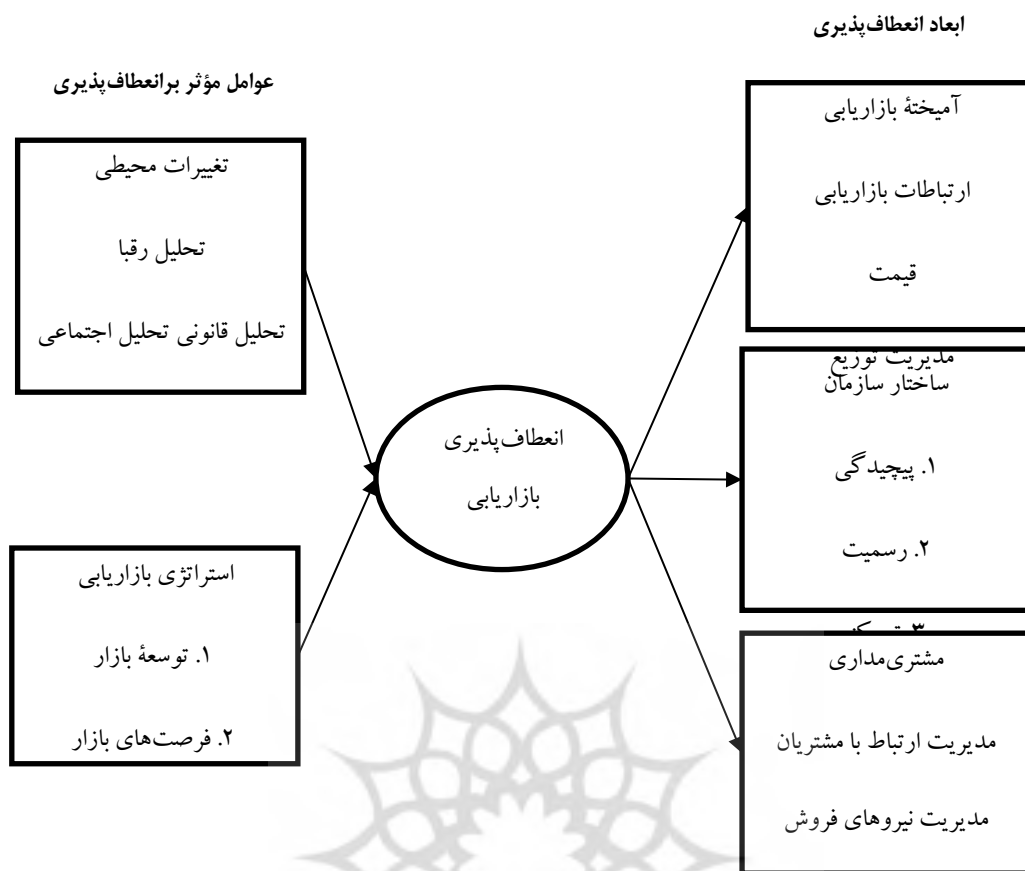 ابعاد انعطاف‌پذیری
آمیختهٔ بازاریابی
ارتباطات بازاریابی
قیمت
مدیریت توزیع
ساختار سازمان
۱. پیچیدگی
۲. رسمیت
مشتری‌مداری
مدیریت ارتباط با مشتریان
مدیریت نیروهای فروش
انعطاف‌پذیری
بازاریابی
عوامل مؤثر برانعطاف‌پذیری
تغییرات محیطی
تحلیل رقبا
تحلیل قانونی تحلیل اجتماعی
استراتژی بازاریابی
۱. توسعهٔ بازار
۲. فرصت‌های بازار